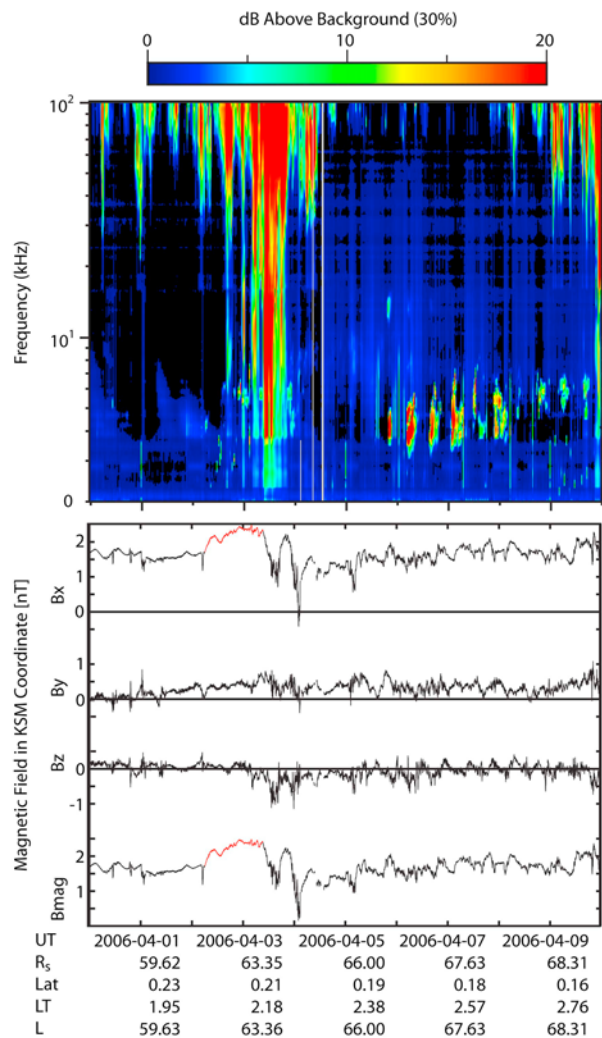 dB Above Background (30%)
0 10 20
10²
Frequency (kHz)
10¹
0
Magnetic Field in KSM Coordinate [nT]
2
Bx
1
0
1
By
0
Bz
0
-1
2
Bmag
1
UT 2006-04-01 2006-04-03 2006-04-05 2006-04-07 2006-04-09
Rs 59.62 63.35 66.00 67.63 68.31
Lat 0.23 0.21 0.19 0.18 0.16
LT 1.95 2.18 2.38 2.57 2.76
L 59.63 63.36 66.00 67.63 68.31